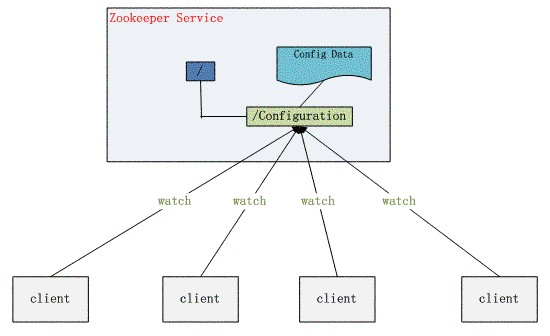 Zookeeper Service
Config Data
/
/Configuration
watch watch watch watch
client client client client